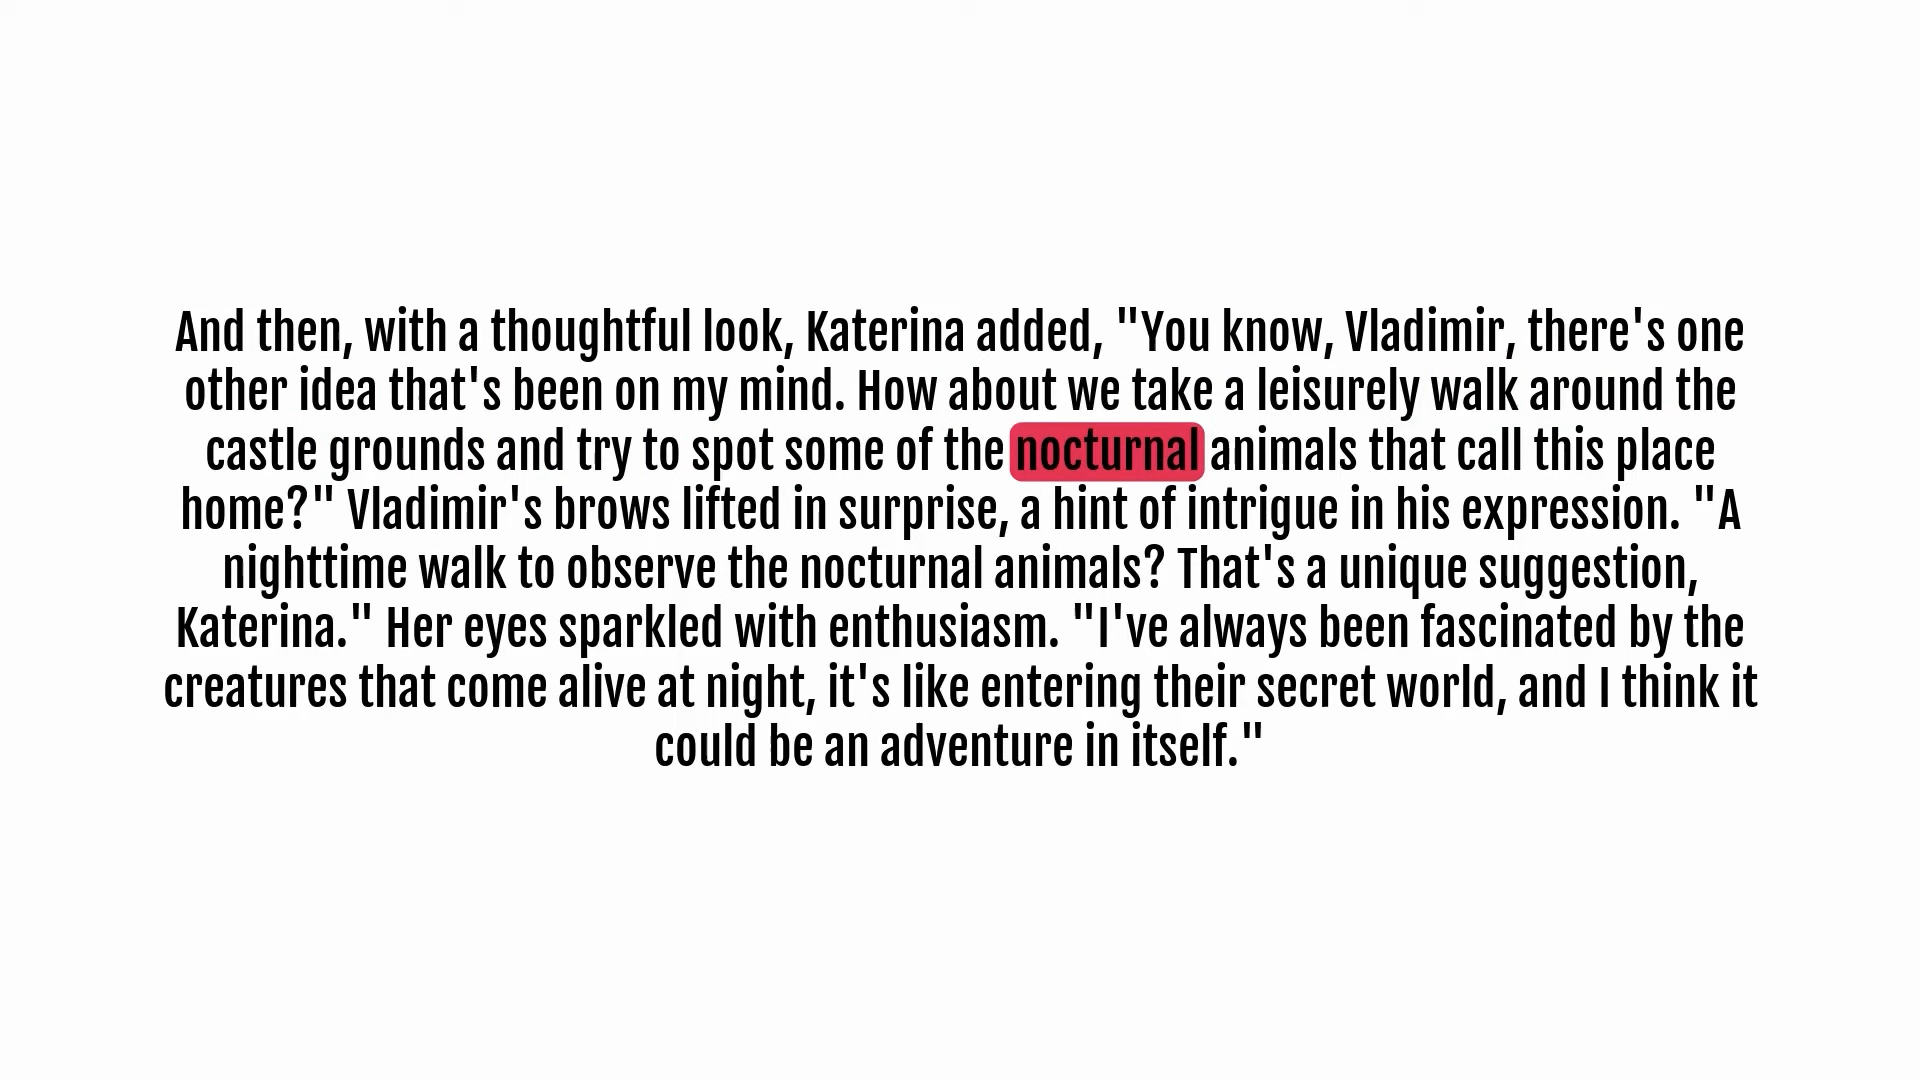 And then, with a thoughtful look, Katerina added, "You know, Vladimir, there's one
other idea that's been on my mind. How about we take a leisurely walk around the
castle grounds and try to spot some of the nocturnal animals that call this place
home?" Vladimir's brows lifted in surprise, a hint of intrigue in his expression. "A
nighttime walk to observe the nocturnal animals? That's a unique suggestion,
Katerina." Her eyes sparkled with enthusiasm. "I've always been fascinated by the
creatures that come alive at night, it's like entering their secret world, and I think it
could be an adventure in itself."